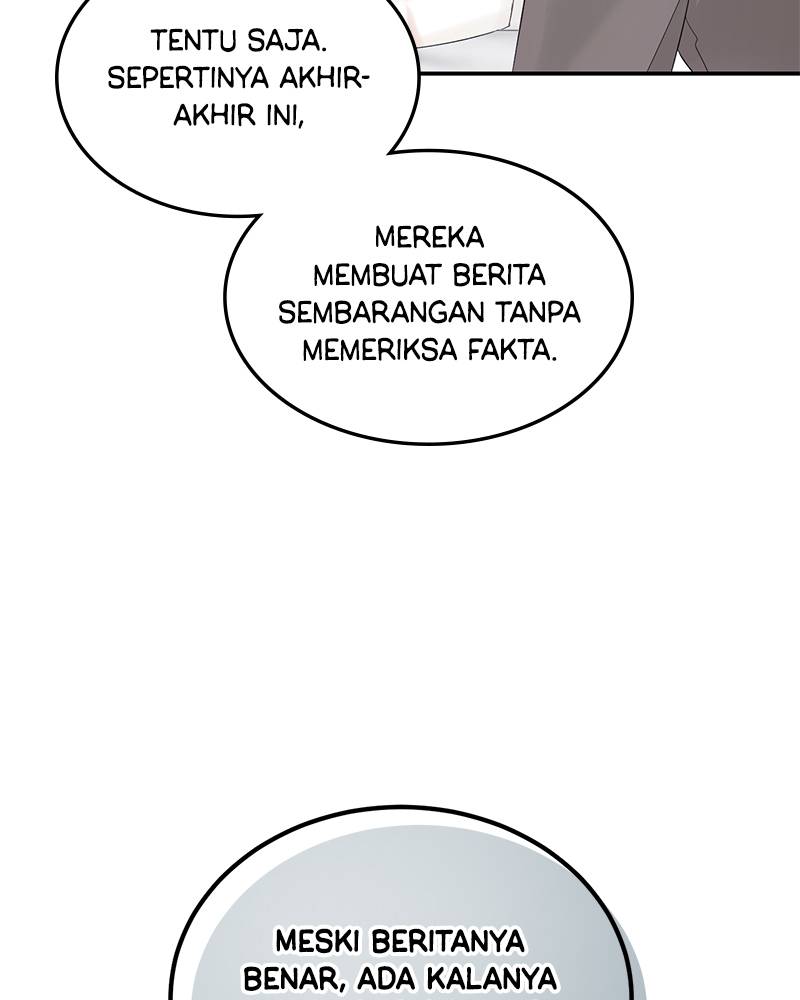 TENTU SAJA.
SEPERTINYA AKHIR-
AKHIR INI,
MEREKA
MEMBUAT BERITA
SEMBARANGAN TANPA
MEMERIKSA FAKTA.
MESKI BERITANYA
BENAR, ADA KALANYA